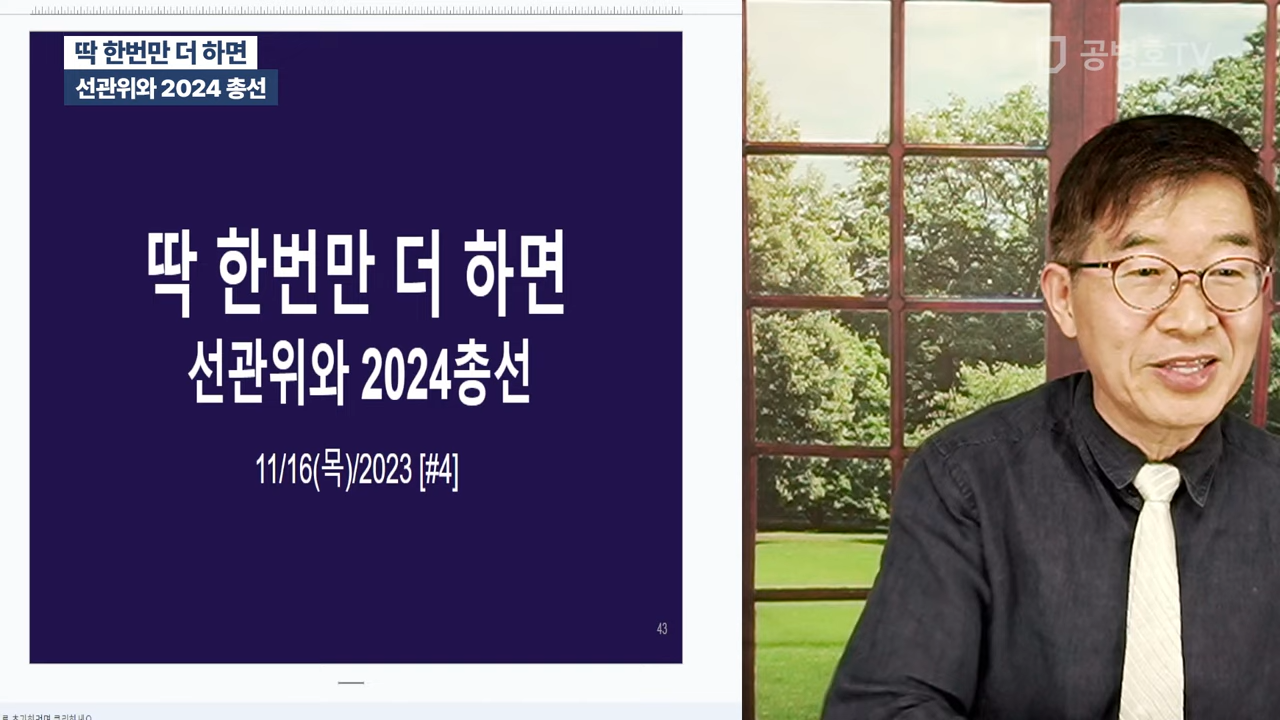 딱 한번만 더 하면
선관위와 2024 총선
공병호TV
딱 한번만 더 하면
선관위와 2024총선
11/16(목)/2023 [#4]
43